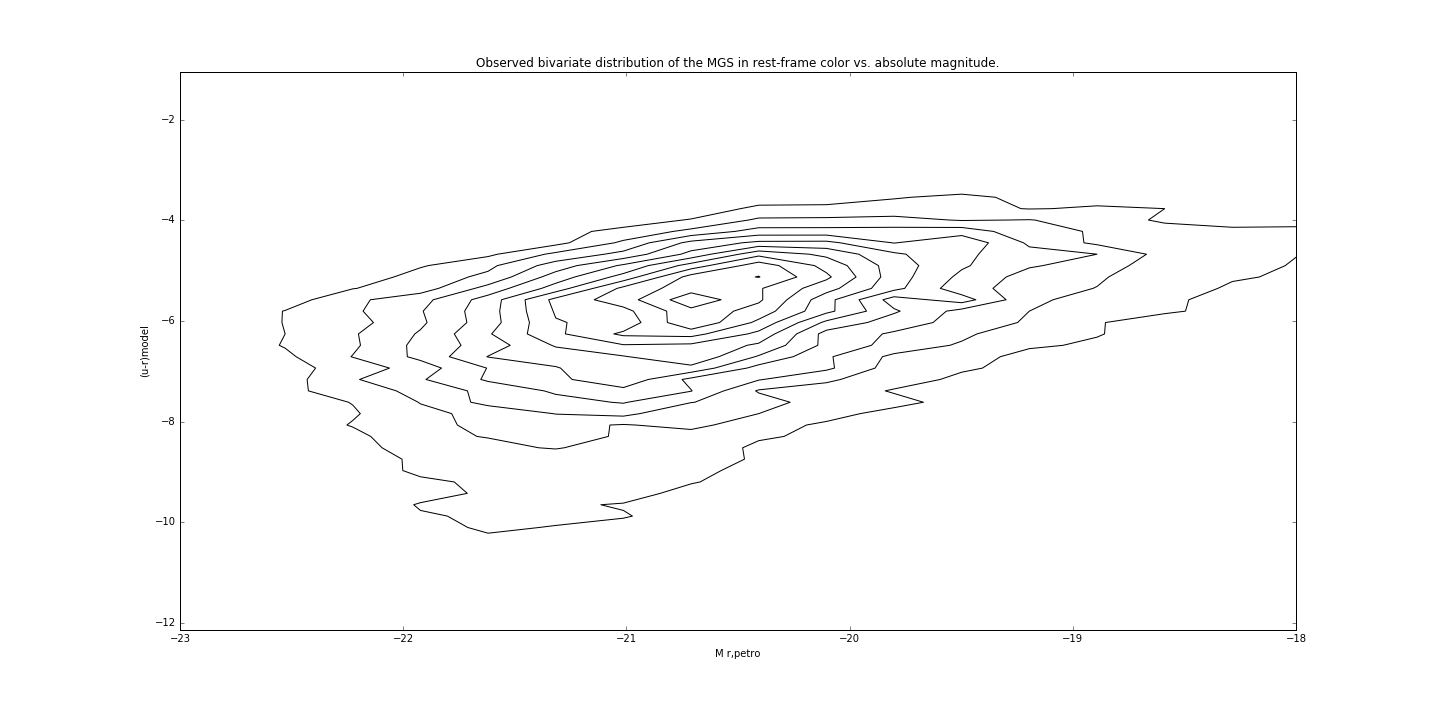 Observed bivariate distribution of the MGS in rest-frame color vs. absolute magnitude.
−2
−4
−6
−8
−10
−12
(u-r)model
−23 −22 −21 −20 −19 −18
M r,petro